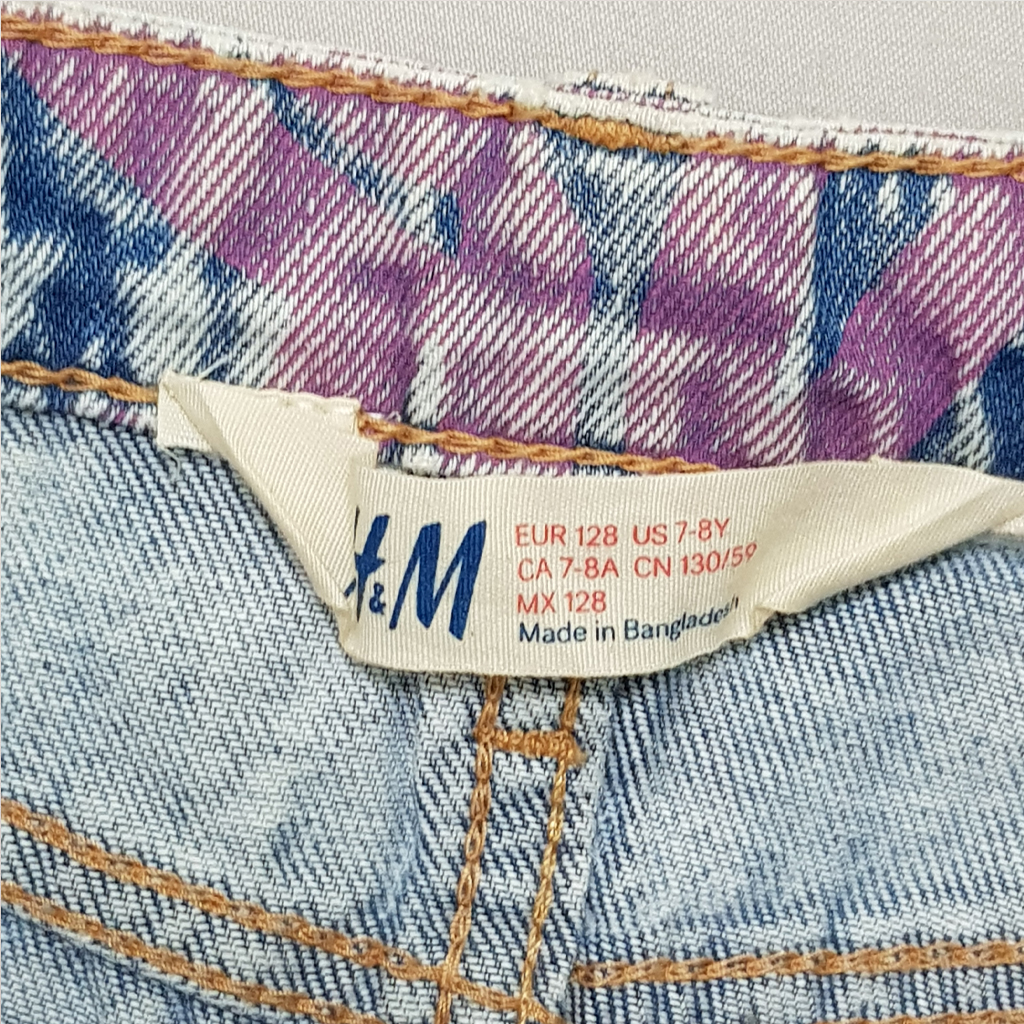 H&M
EUR 128 US 7-8Y
CA 7-8A CN 130/59
MX 128
Made in Bangladesh